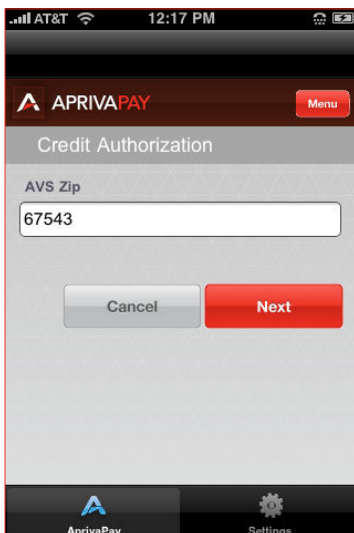 AT&T 12:17 PM
APRIVAPAY Menu
Credit Authorization
AVS Zip
67543
Cancel Next
AprivaPay Settings